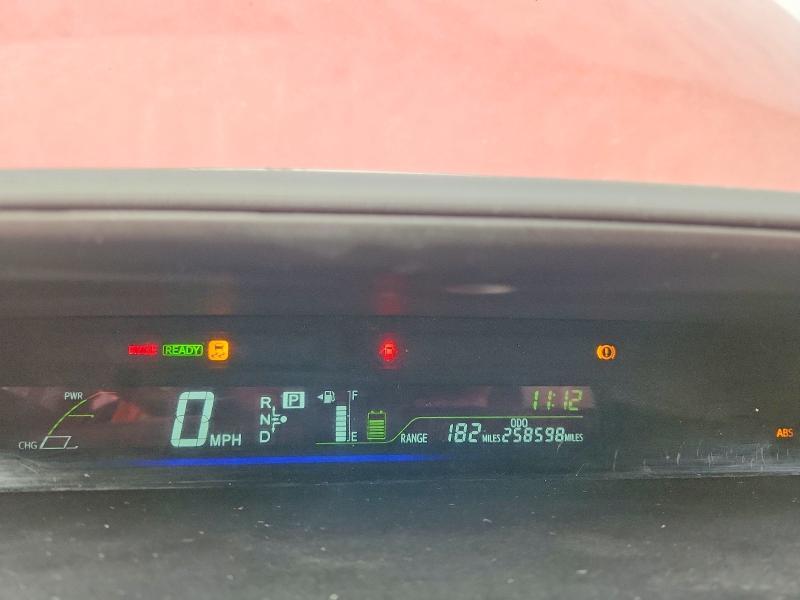 READY
PWR
CHG
0 MPH
R P
N
D
F
E
11:12
ODO
RANGE 182 MILES 258598 MILES
ABS